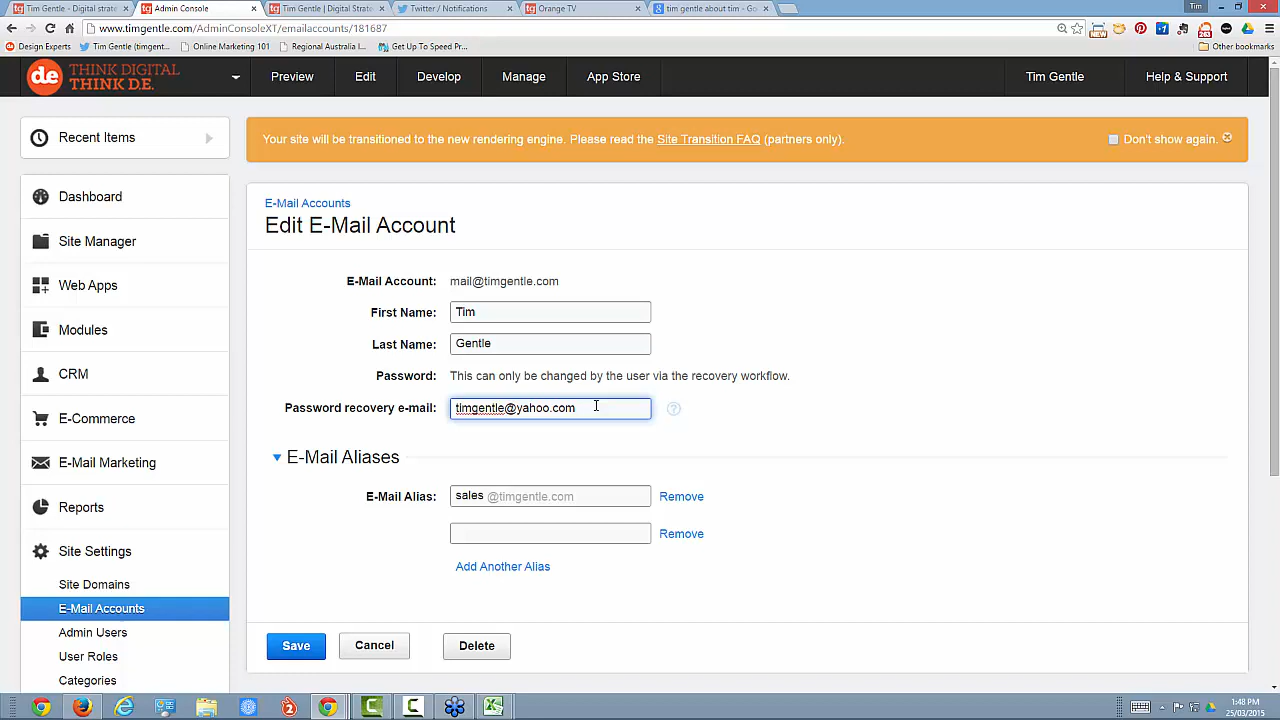 Tim Gentle - Digital strate
Admin Console
Tim Gentle | Digital Strate
Twitter / Notifications
Orange TV
tim gentle about tim - Go
Tim
www.timgentle.com/AdminConsoleXT/emailaccounts/181687
Design Experts
Tim Gentle (timgent...
Online Marketing 101
Regional Australia I...
Get Up To Speed Pr...
Other bookmarks
de THINK DIGITAL
THINK D.E.
Preview
Edit
Develop
Manage
App Store
Tim Gentle
Help & Support
Recent Items
Your site will be transitioned to the new rendering engine. Please read the Site Transition FAQ (partners only).
Don't show again.
Dashboard
Site Manager
Web Apps
Modules
CRM
E-Commerce
E-Mail Marketing
Reports
Site Settings
Site Domains
E-Mail Accounts
Admin Users
User Roles
Categories
E-Mail Accounts
Edit E-Mail Account
E-Mail Account: mail@timgentle.com
First Name: Tim
Last Name: Gentle
Password: This can only be changed by the user via the recovery workflow.
Password recovery e-mail: timgentle@yahoo.com ?
E-Mail Aliases
E-Mail Alias: sales @timgentle.com Remove
Remove
Add Another Alias
Save Cancel Delete
1:48 PM
25/03/2015